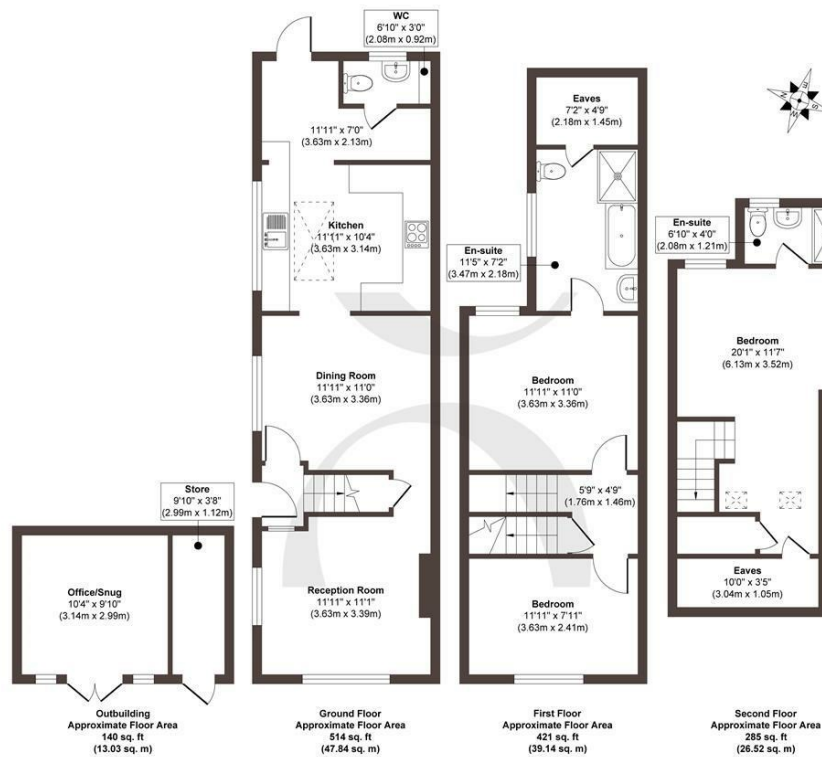 WC
6'10" x 3'0"
(2.08m x 0.92m)
11'11" x 7'0"
(3.63m x 2.13m)
Kitchen
11'11" x 10'4"
(3.63m x 3.14m)
Dining Room
11'11" x 11'0"
(3.63m x 3.36m)
Reception Room
11'11" x 11'1"
(3.63m x 3.39m)
Store
9'10" x 3'8"
(2.99m x 1.12m)
Office/Snug
10'4" x 9'10"
(3.14m x 2.99m)
Eaves
7'2" x 4'9"
(2.18m x 1.45m)
En-suite
11'5" x 7'2"
(3.47m x 2.18m)
Bedroom
11'11" x 11'0"
(3.63m x 3.36m)
5'9" x 4'9"
(1.76m x 1.46m)
Bedroom
11'11" x 7'11"
(3.63m x 2.41m)
E
S
W
En-suite
6'10" x 4'0"
(2.08m x 1.21m)
Bedroom
20'1" x 11'7"
(6.13m x 3.52m)
Eaves
10'0" x 3'5"
(3.04m x 1.05m)
Outbuilding
Approximate Floor Area
140 sq. ft
(13.03 sq. m)
Ground Floor
Approximate Floor Area
514 sq. ft
(47.84 sq. m)
First Floor
Approximate Floor Area
421 sq. ft
(39.14 sq. m)
Second Floor
Approximate Floor Area
285 sq. ft
(26.52 sq. m)